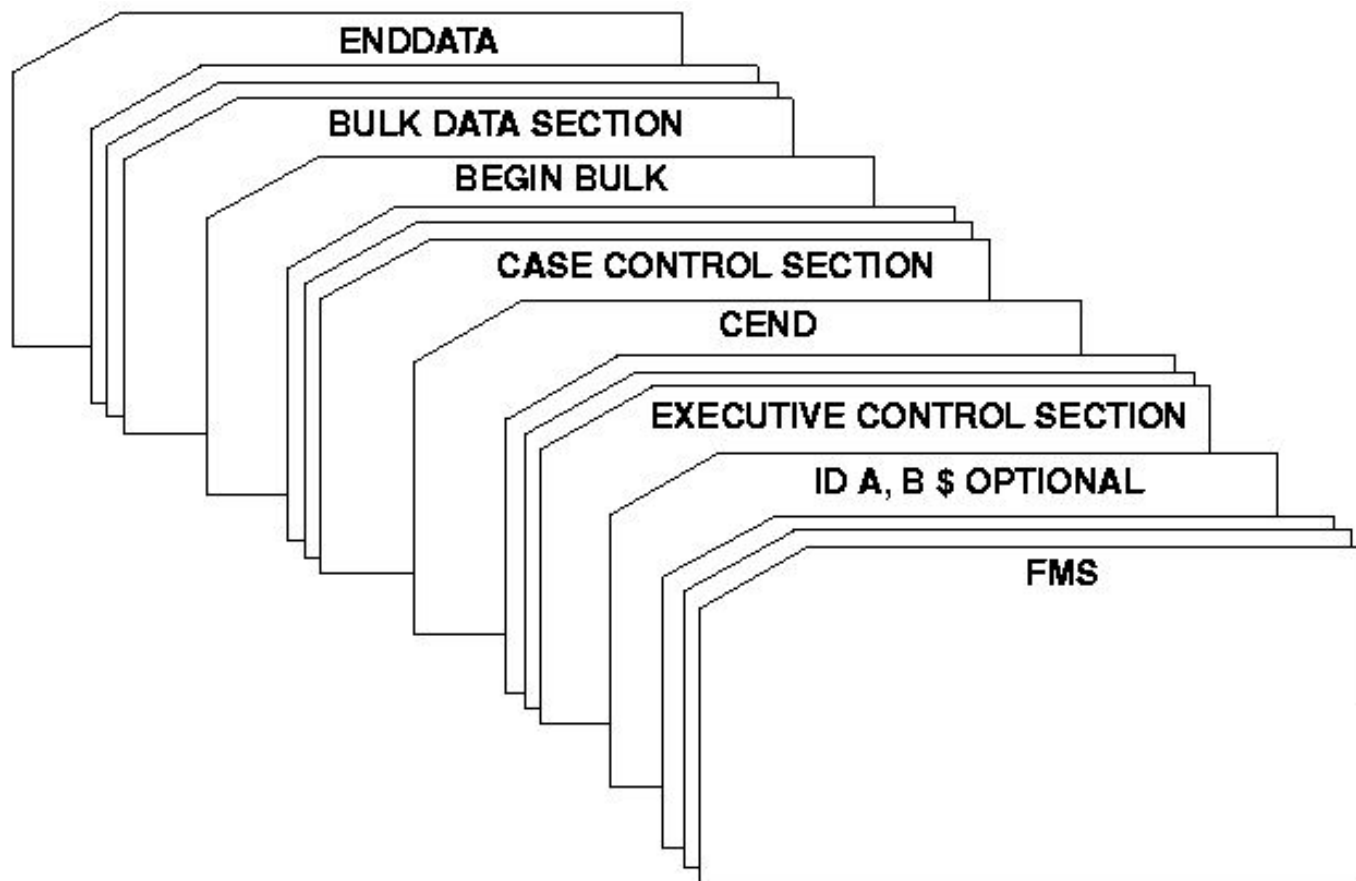 ENDDATA
BULK DATA SECTION
BEGIN BULK
CASE CONTROL SECTION
CEND
EXECUTIVE CONTROL SECTION
ID A, B $ OPTIONAL
FMS